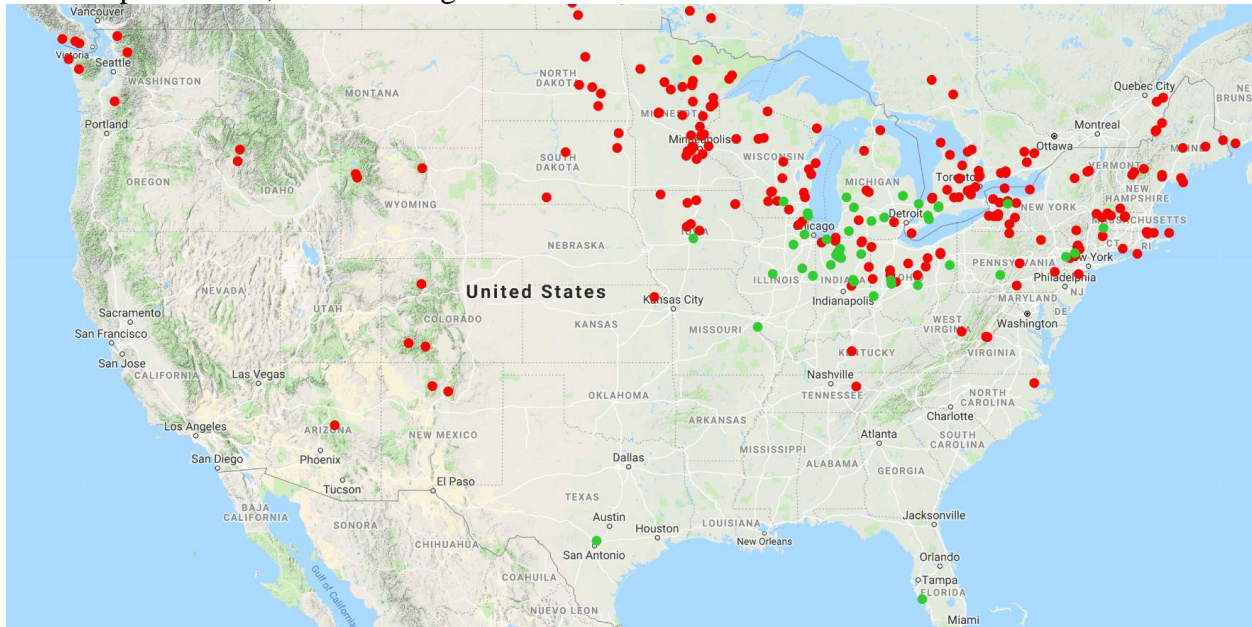 Vancouver
Victoria
Seattle
WASHINGTON
Portland
OREGON
IDAHO
MONTANA
WYOMING
NORTH
DAKOTA
SOUTH
DAKOTA
MINNESOTA
Minneapolis
WISCONSIN
MICHIGAN
Toronto
Ottawa
Montreal
Quebec City
NEW
BRUNS
MAINE
VERMONT
NEW
HAMPSHIRE
MASSACHUSETTS
CT
RI
NEW YORK
New York
PENNSYLVANIA
Philadelphia
NJ
MARYLAND
DE
Washington
WEST
VIRGINIA
VIRGINIA
Detroit
Chicago
IOWA
ILLINOIS
INDIANA
Indianapolis
OHIO
NEBRASKA
United States
Kansas City
KANSAS
MISSOURI
KENTUCKY
Nashville
TENNESSEE
NORTH
CAROLINA
Charlotte
SOUTH
CAROLINA
Atlanta
GEORGIA
ALABAMA
MISSISSIPPI
ARKANSAS
OKLAHOMA
COLORADO
UTAH
NEVADA
Sacramento
San Francisco
San Jose
CALIFORNIA
Las Vegas
Los Angeles
San Diego
ARIZONA
Phoenix
Tucson
NEW MEXICO
El Paso
Dallas
TEXAS
Austin
Houston
San Antonio
LOUISIANA
New Orleans
Jacksonville
Orlando
Tampa
FLORIDA
Miami
BAJA
CALIFORNIA
SONORA
CHIHUAHUA
COAHUILA
NUEVO LEON
Gulf of California